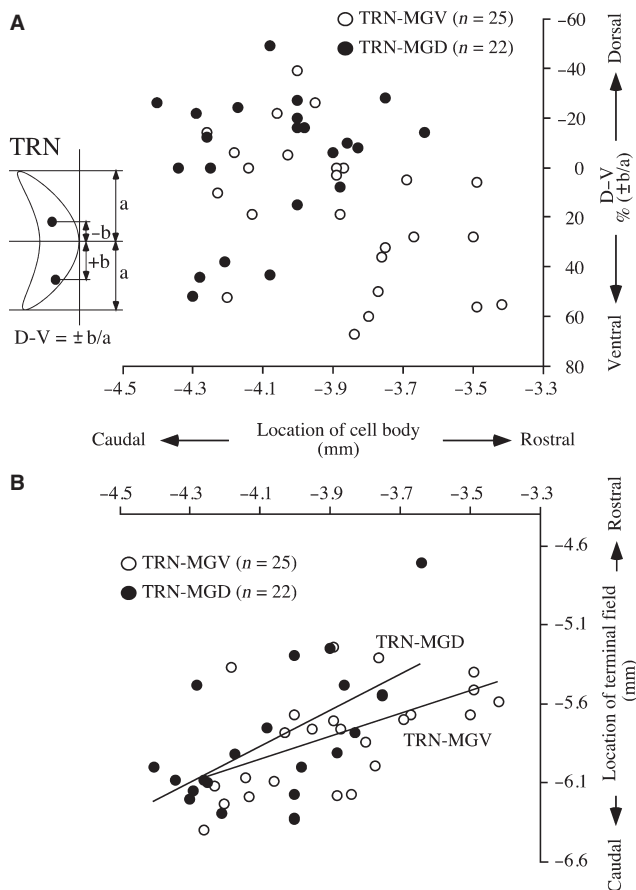 A
TRN-MGV (n = 25)
TRN-MGD (n = 22)
TRN
a
–b
+b
a
D-V = ± b/a
–60
–40
–20
0
20
40
60
80
Dorsal
D–V
% (±b/a)
Ventral
–4.5 –4.3 –4.1 –3.9 –3.7 –3.5 –3.3
Caudal Location of cell body Rostral
(mm)
B
–4.5 –4.3 –4.1 –3.9 –3.7 –3.5 –3.3
TRN-MGV (n = 25)
TRN-MGD (n = 22)
TRN-MGD
TRN-MGV
–4.6
–5.1
–5.6
–6.1
–6.6
Rostral
Location of terminal field
(mm)
Caudal